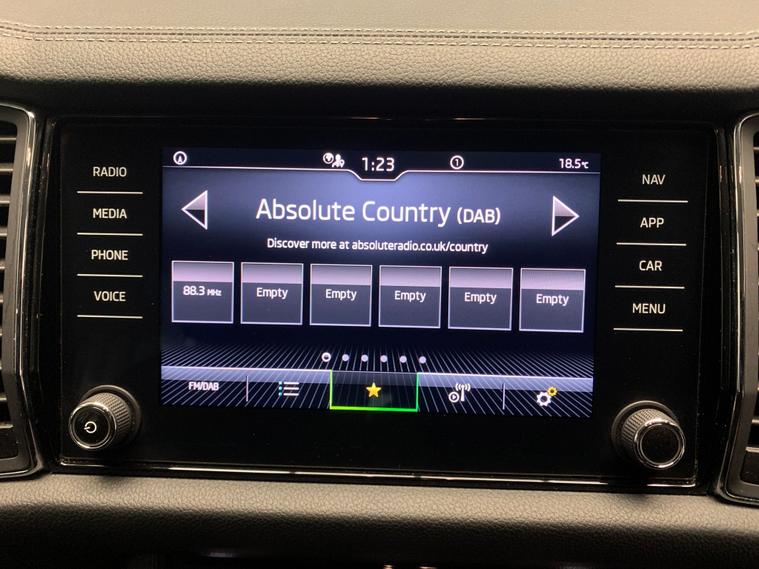 RADIO
MEDIA
PHONE
VOICE
1:23
1
18.5°C
Absolute Country (DAB)
Discover more at absoluteradio.co.uk/country
88.3 MHz
Empty
Empty
Empty
Empty
Empty
FM/DAB
NAV
APP
CAR
MENU